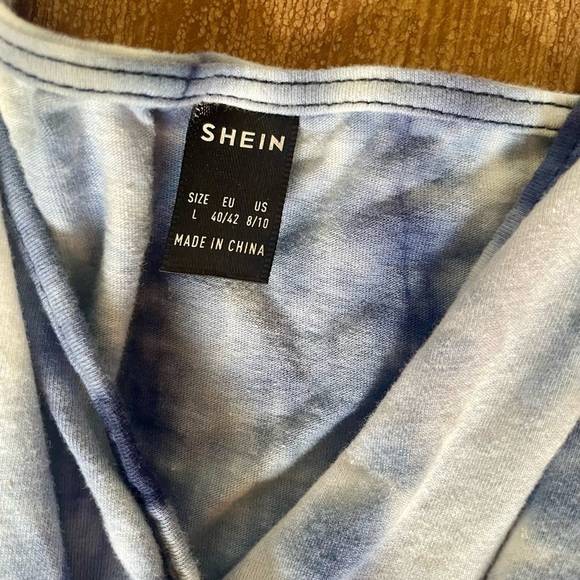 SHEIN
SIZE EU US
L 40/42 8/10
MADE IN CHINA